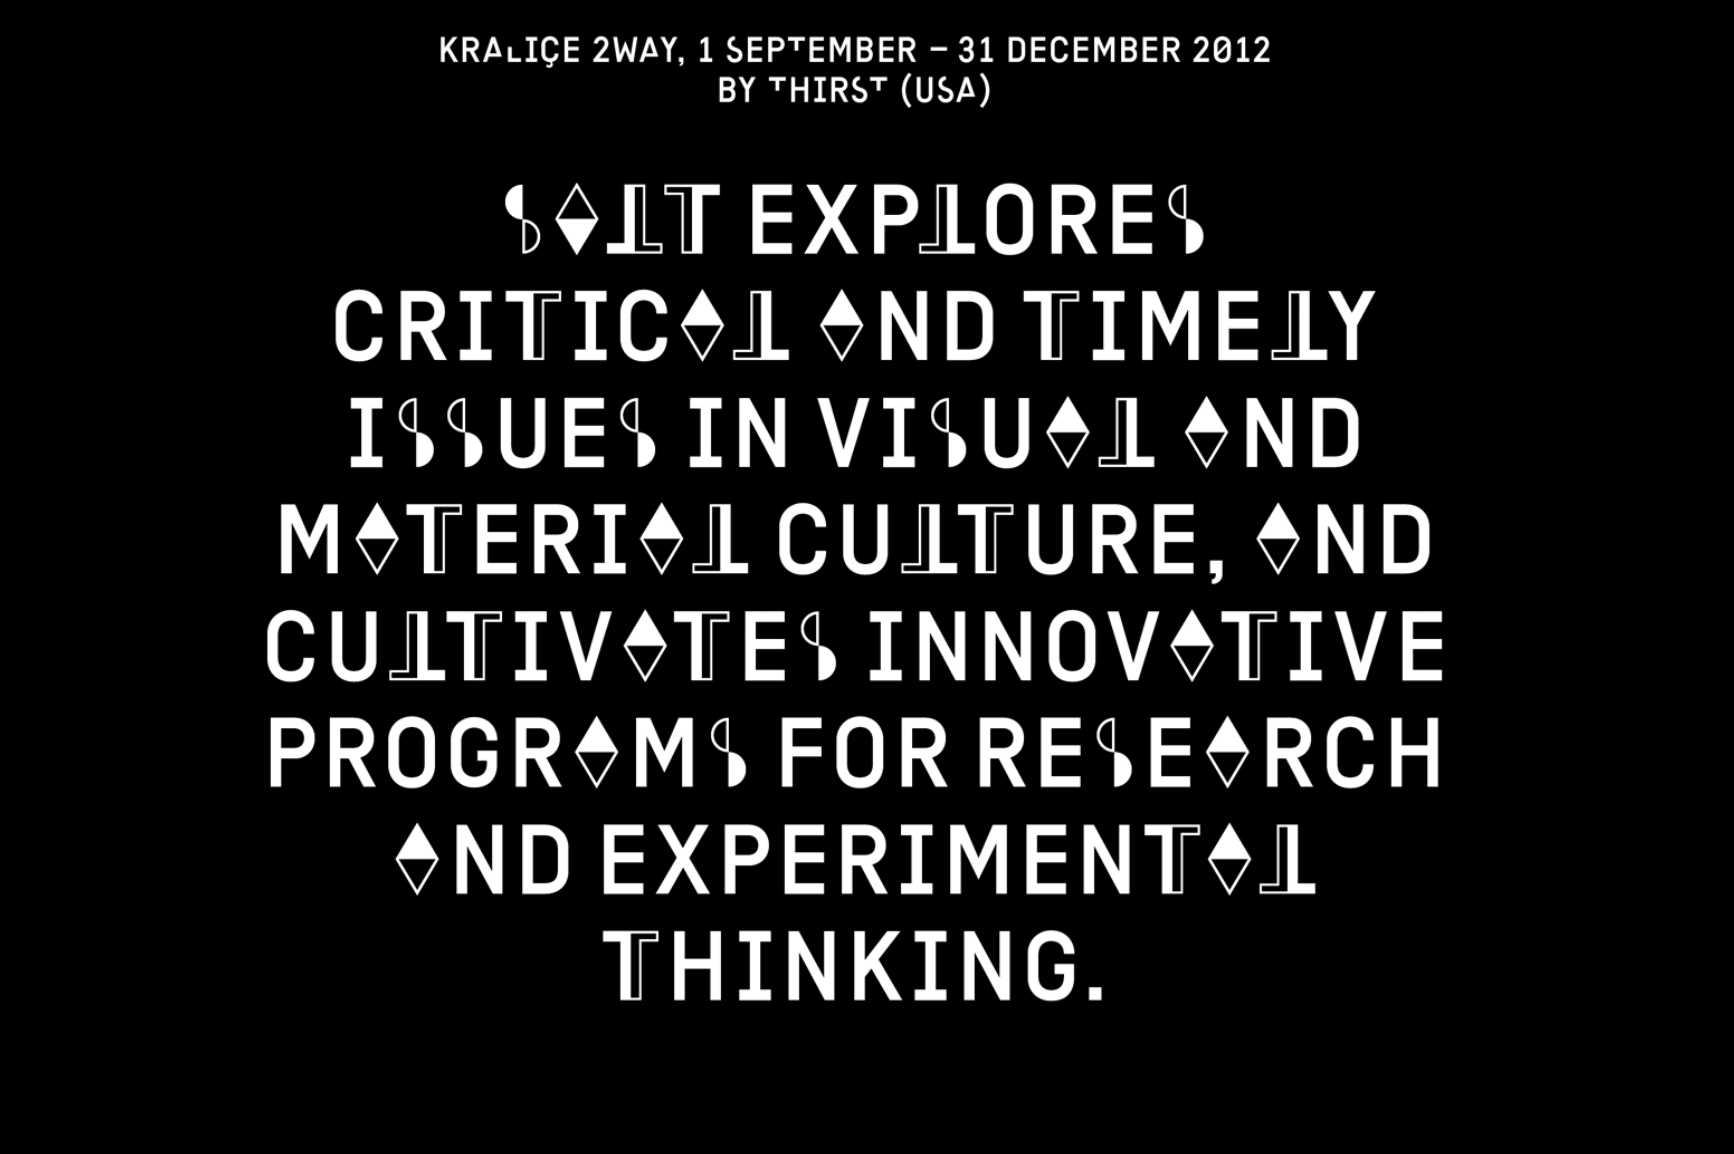 KRALIÇE 2WAY, 1 SEPTEMBER – 31 DECEMBER 2012
BY THIRST (USA)
SALT EXPLORES
CRITICAL AND TIMELY
ISSUES IN VISUAL AND
MATERIAL CULTURE, AND
CULTIVATES INNOVATIVE
PROGRAMS FOR RESEARCH
AND EXPERIMENTAL
THINKING.